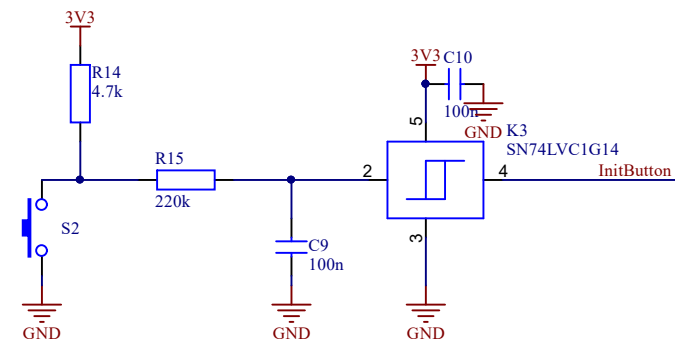 3V3
R14
4.7k
R15
220k
S2
GND
C9
100n
GND
3V3
C10
100n
GND
5
K3
SN74LVC1G14
2
4
InitButton
3
GND